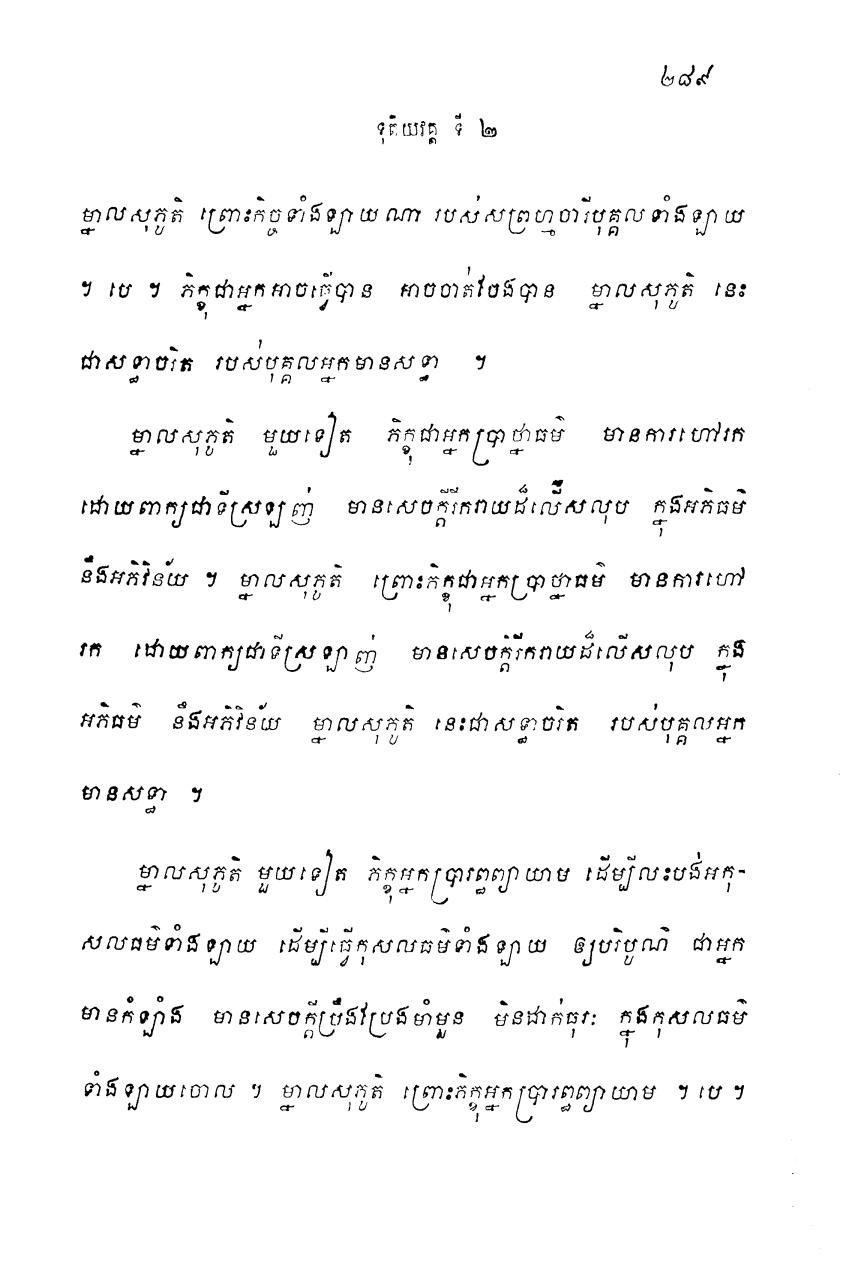 ២៨៩
ទុតិយវគ្គ ទី ២
ម្នាលសុភូតិ ព្រោះកិច្ចទាំងឡាយណា របស់សព្រហ្មចារីបុគ្គលទាំងឡាយ
។ បេ ។ ភិក្ខុជាអ្នកអាចធ្វើបាន អាចចាត់ចែងបាន ម្នាលសុភូតិ នេះ
ជាសទ្ធាចរិត របស់បុគ្គលអ្នកមានសទ្ធា ។
ម្នាលសុភូតិ មួយទៀត ភិក្ខុជាអ្នកប្រាថ្នាធម៌ មានការហៅរក
ដោយពាក្យជាទីស្រឡាញ់ មានសេចក្តីរីករាយដ៏លើសលុប ក្នុងអភិធម៌
នឹងអភិវិន័យ ។ ម្នាលសុភូតិ ព្រោះភិក្ខុជាអ្នកប្រាថ្នាធម៌ មានការហៅ
រក ដោយពាក្យជាទីស្រឡាញ់ មានសេចក្តីរីករាយដ៏លើសលុប ក្នុង
អភិធម៌ នឹងអភិវិន័យ ម្នាលសុភូតិ នេះជាសទ្ធាចរិត របស់បុគ្គលអ្នក
មានសទ្ធា ។
ម្នាលសុភូតិ មួយទៀត ភិក្ខុអ្នកប្រារព្ធព្យាយាម ដើម្បីលះបង់អកុ-
សលធម៌ទាំងឡាយ ដើម្បីធ្វើកុសលធម៌ទាំងឡាយ ឲ្យបរិបូណ៌ ជាអ្នក
មានកំឡាំង មានសេចក្តីប្រឹងប្រែងមាំមួន មិនដាក់ធុរៈ ក្នុងកុសលធម៌
ទាំងឡាយចោល ។ ម្នាលសុភូតិ ព្រោះភិក្ខុអ្នកប្រារព្ធព្យាយាម ។ បេ ។